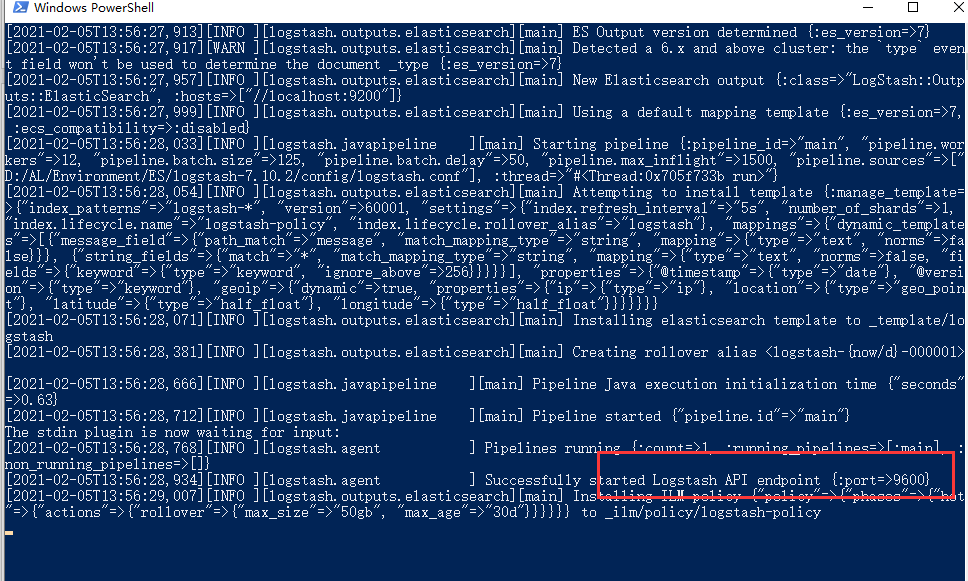 Windows PowerShell
[2021-02-05T13:56:27,913][INFO ][logstash.outputs.elasticsearch][main] ES Output version determined {:es_version=>7}
[2021-02-05T13:56:27,917][WARN ][logstash.outputs.elasticsearch][main] Detected a 6.x and above cluster: the `type` even
t field won't be used to determine the document _type {:es_version=>7}
[2021-02-05T13:56:27,957][INFO ][logstash.outputs.elasticsearch][main] New Elasticsearch output {:class=>"LogStash::Outp
uts::ElasticSearch", :hosts=>["//localhost:9200"]}
[2021-02-05T13:56:27,999][INFO ][logstash.outputs.elasticsearch][main] Using a default mapping template {:es_version=>7,
 :ecs_compatibility=>:disabled}
[2021-02-05T13:56:28,033][INFO ][logstash.javapipeline    ][main] Starting pipeline {:pipeline_id=>"main", "pipeline.wor
kers"=>12, "pipeline.batch.size"=>125, "pipeline.batch.delay"=>50, "pipeline.max_inflight"=>1500, "pipeline.sources"=>["
D:/AL/Environment/ES/logstash-7.10.2/config/logstash.conf"], :thread=>"#<Thread:0x705f733b run>"}
[2021-02-05T13:56:28,054][INFO ][logstash.outputs.elasticsearch][main] Attempting to install template {:manage_template=
>{"index_patterns"=>"logstash-*", "version"=>60001, "settings"=>{"index.refresh_interval"=>"5s", "number_of_shards"=>1,
"index.lifecycle.name"=>"logstash-policy", "index.lifecycle.rollover_alias"=>"logstash"}, "mappings"=>{"dynamic_template
s"=>[{"message_field"=>{"path_match"=>"message", "match_mapping_type"=>"string", "mapping"=>{"type"=>"text", "norms"=>fa
lse}}}, {"string_fields"=>{"match"=>"*", "match_mapping_type"=>"string", "mapping"=>{"type"=>"text", "norms"=>false, "fi
elds"=>{"keyword"=>{"type"=>"keyword", "ignore_above"=>256}}}}}], "properties"=>{"@timestamp"=>{"type"=>"date"}, "@versi
on"=>{"type"=>"keyword"}, "geoip"=>{"dynamic"=>true, "properties"=>{"ip"=>{"type"=>"ip"}, "location"=>{"type"=>"geo_poin
t"}, "latitude"=>{"type"=>"half_float"}, "longitude"=>{"type"=>"half_float"}}}}}}}
[2021-02-05T13:56:28,071][INFO ][logstash.outputs.elasticsearch][main] Installing elasticsearch template to _template/lo
gstash
[2021-02-05T13:56:28,381][INFO ][logstash.outputs.elasticsearch][main] Creating rollover alias <logstash-{now/d}-000001>
[2021-02-05T13:56:28,666][INFO ][logstash.javapipeline    ][main] Pipeline Java execution initialization time {"seconds"
=>0.63}
[2021-02-05T13:56:28,712][INFO ][logstash.javapipeline    ][main] Pipeline started {"pipeline.id"=>"main"}
The stdin plugin is now waiting for input:
[2021-02-05T13:56:28,768][INFO ][logstash.agent           ] Pipelines running {:count=>1, :running_pipelines=>[:main], :
non_running_pipelines=>[]}
[2021-02-05T13:56:28,934][INFO ][logstash.agent           ] Successfully started Logstash API endpoint {:port=>9600}
[2021-02-05T13:56:29,007][INFO ][logstash.outputs.elasticsearch][main] Installing ILM policy {"policy"=>{"phases"=>{"hot
"=>{"actions"=>{"rollover"=>{"max_size"=>"50gb", "max_age"=>"30d"}}}}}} to _ilm/policy/logstash-policy